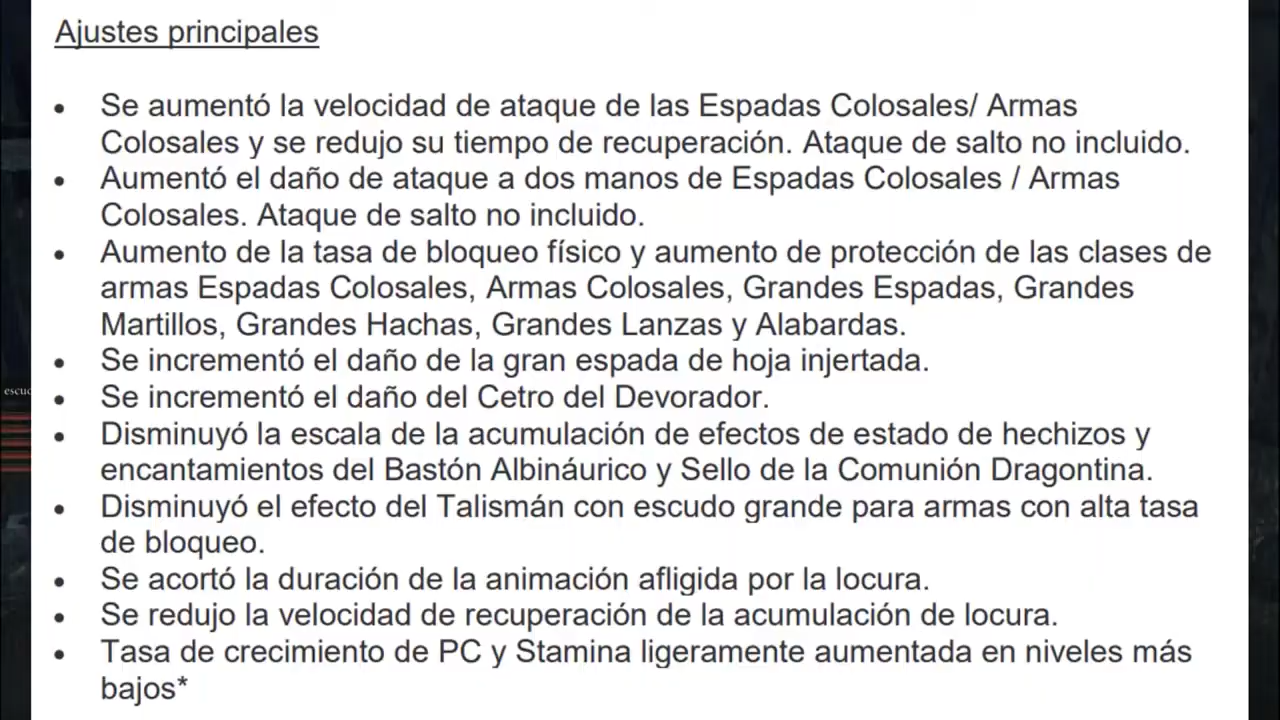 Ajustes principales
• Se aumentó la velocidad de ataque de las Espadas Colosales/ Armas
Colosales y se redujo su tiempo de recuperación. Ataque de salto no incluido.
• Aumentó el daño de ataque a dos manos de Espadas Colosales / Armas
Colosales. Ataque de salto no incluido.
• Aumento de la tasa de bloqueo físico y aumento de protección de las clases de
armas Espadas Colosales, Armas Colosales, Grandes Espadas, Grandes
Martillos, Grandes Hachas, Grandes Lanzas y Alabardas.
• Se incrementó el daño de la gran espada de hoja injertada.
• Se incrementó el daño del Cetro del Devorador.
• Disminuyó la escala de la acumulación de efectos de estado de hechizos y
encantamientos del Bastón Albináurico y Sello de la Comunión Dragontina.
• Disminuyó el efecto del Talismán con escudo grande para armas con alta tasa
de bloqueo.
• Se acortó la duración de la animación afligida por la locura.
• Se redujo la velocidad de recuperación de la acumulación de locura.
• Tasa de crecimiento de PC y Stamina ligeramente aumentada en niveles más
bajos*